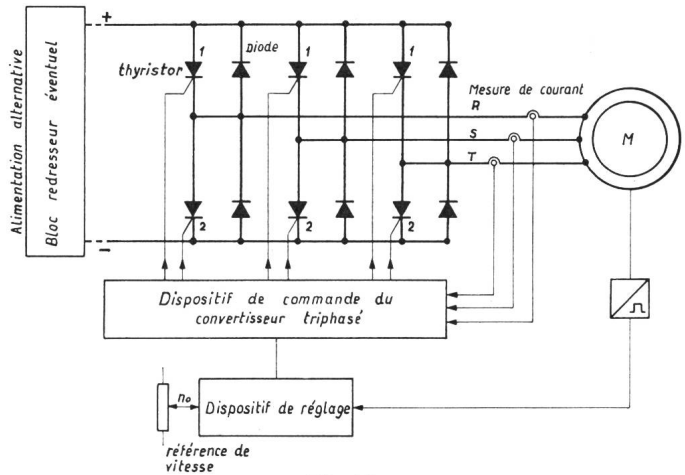 Alimentation alternative
Bloc redresseur éventuel
+
−
1
Diode
1
1
thyristor
Mesure de courant
R
S
T
M
2
2
2
Dispositif de commande du
convertisseur triphasé
n₀
Dispositif de réglage
référence de
vitesse